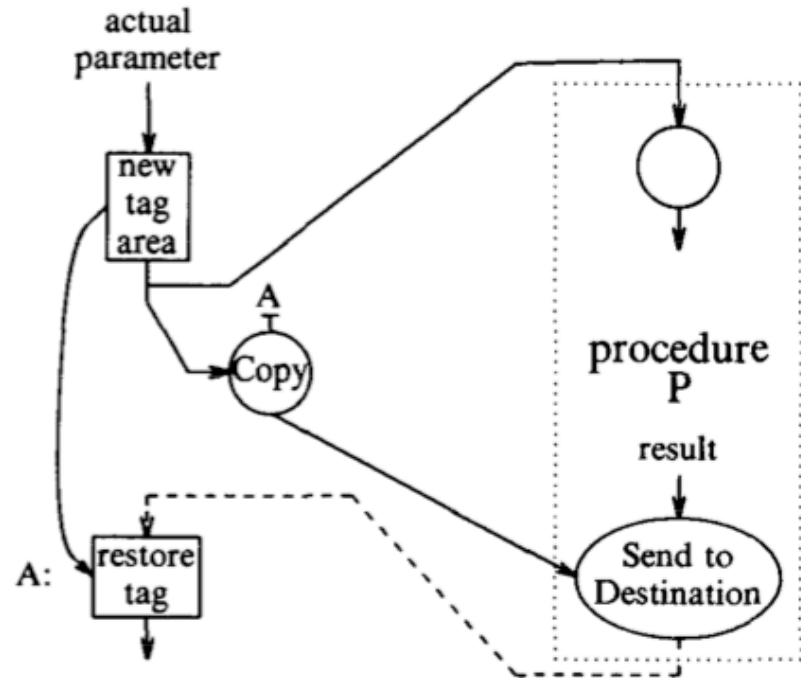 actual
parameter
new
tag
area
A
Copy
procedure
P
result
Send to
Destination
A:
restore
tag